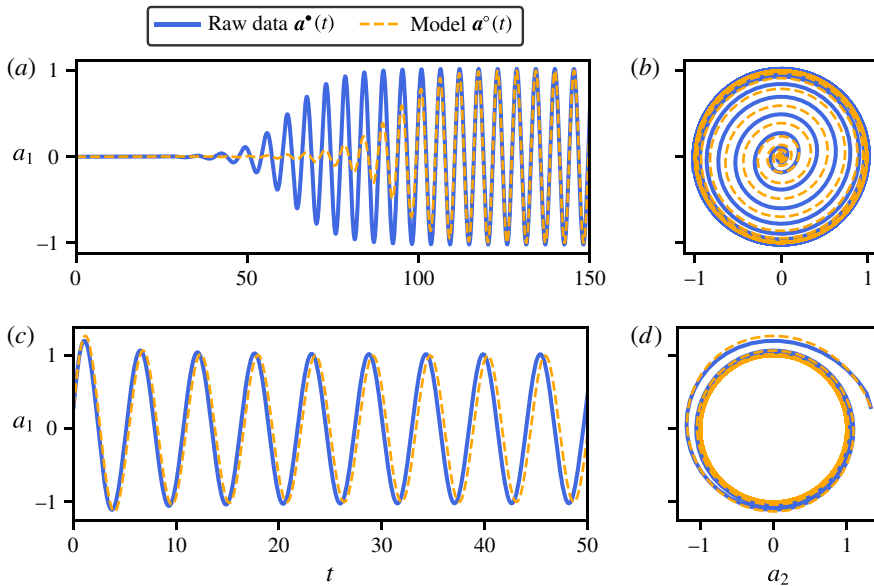 Raw data a•(t) Model a°(t)
(a) (b)
1
a1 0
−1
0 50 100 150 −1 0 1
(c) (d)
1
a1 0
−1
0 10 20 30 40 50 −1 0 1
t a2